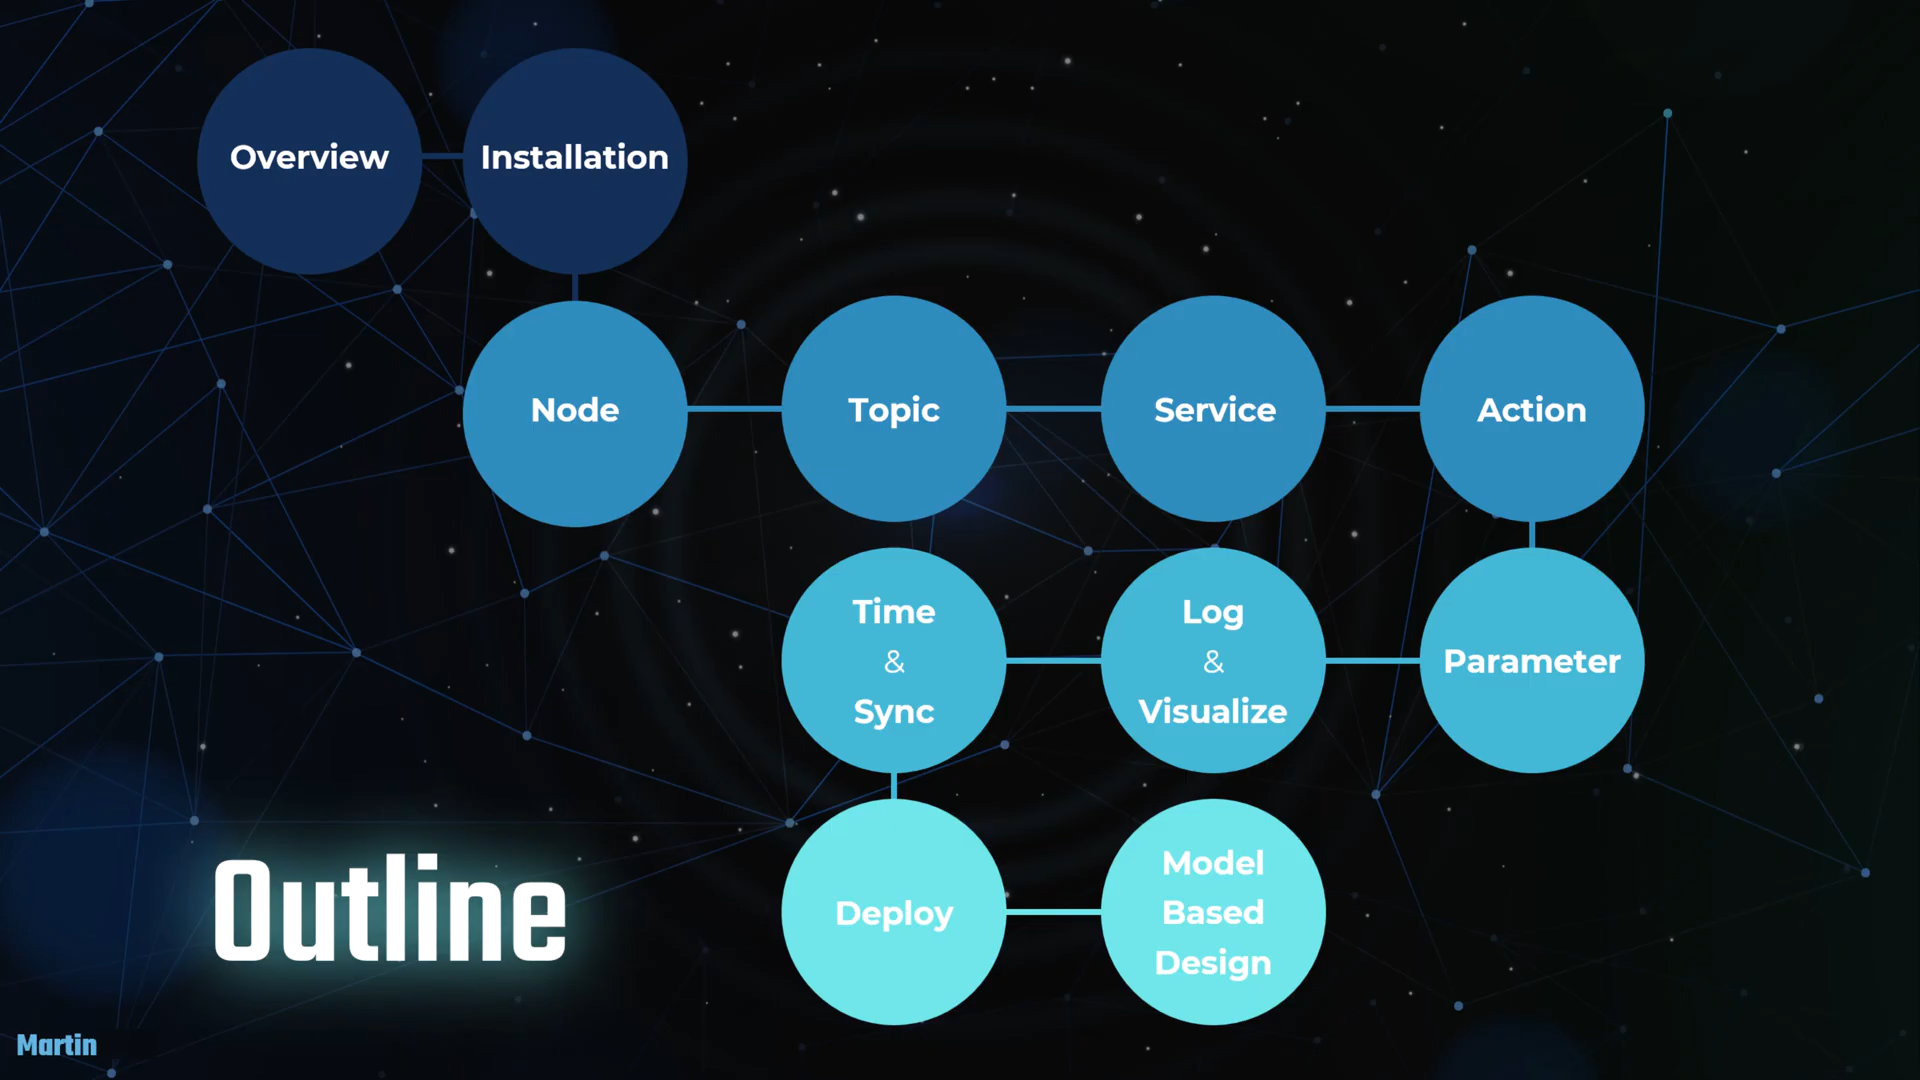 Overview
Installation
Node
Topic
Service
Action
Time
&
Sync
Log
&
Visualize
Parameter
Deploy
Model
Based
Design
Outline
Martin